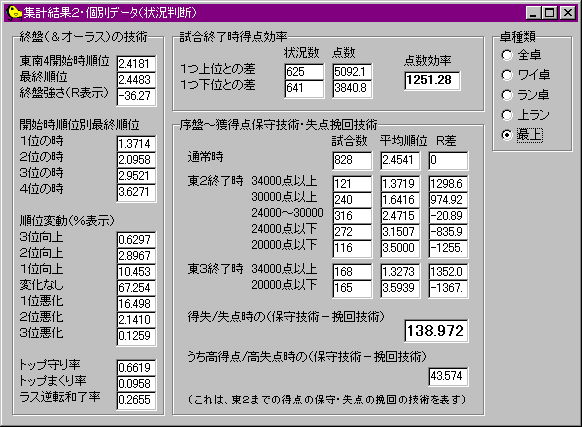 集計結果2・個別データ(状況判断)
終盤(&オーラス)の技術
東南4開始時順位 2.4181
最終順位 2.4483
終盤強さ(R表示) -36.27
開始時順位別最終順位
1位の時 1.3714
2位の時 2.0958
3位の時 2.9521
4位の時 3.6271
順位変動(%表示)
3位向上 0.6297
2位向上 2.8967
1位向上 10.453
変化なし 67.254
1位悪化 16.498
2位悪化 2.1410
3位悪化 0.1259
トップ守り率 0.6619
トップまくり率 0.0958
ラス逆転和了率 0.2655
試合終了時得点効率
状況数 点数 点数効率
1つ上位との差 625 5092.1 1251.28
1つ下位との差 641 3840.8
序盤~獲得点保守技術・失点挽回技術
試合数 平均順位 R差
通常時 828 2.4541 0
東2終了時 34000点以上 121 1.3719 1298.6
30000点以上 240 1.6416 974.92
24000~30000 316 2.4715 -20.89
24000点以下 272 3.1507 -835.9
20000点以下 116 3.5000 -1255.
東3終了時 34000点以上 168 1.3273 1352.0
20000点以下 165 3.5939 -1367.
得失/失点時の(保守技術-挽回技術)
138.972
うち高得点/高失点時の(保守技術-挽回技術)
43.574
(これは、東2までの得点の保守・失点の挽回の技術を表す)
卓種類
全卓
ワイ卓
ラン卓
上ラン
最上